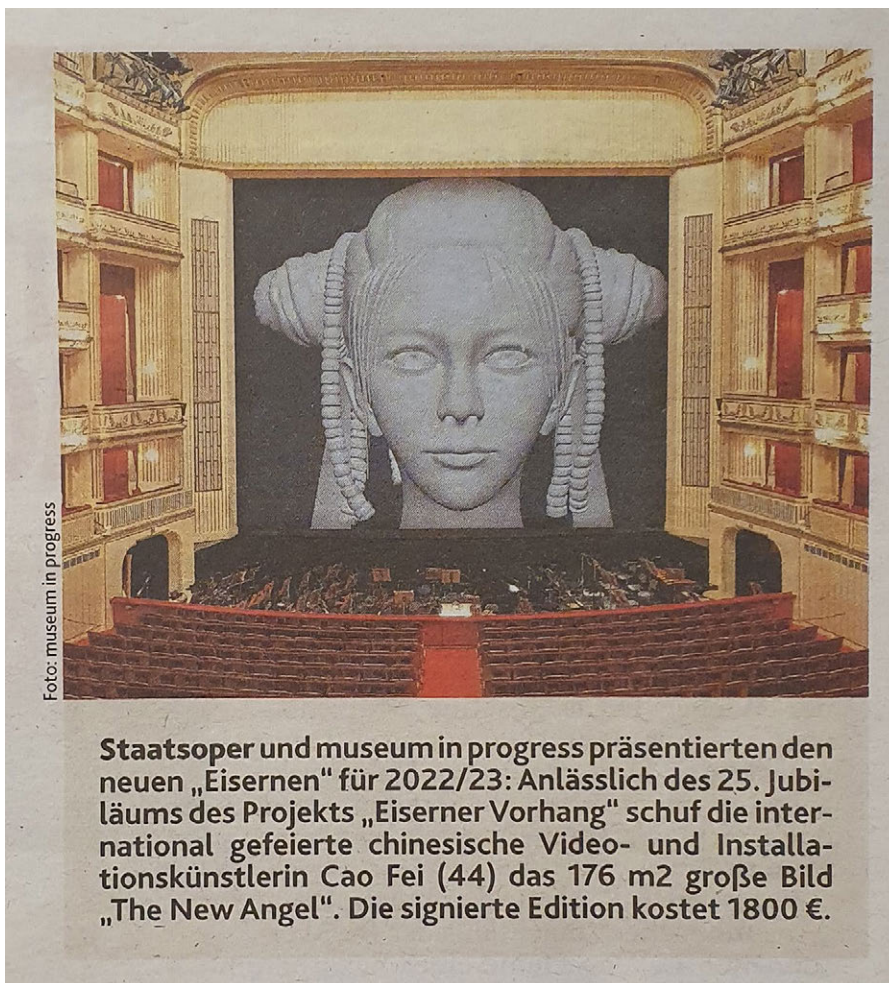 Foto: museum in progress
Staatsoper und museum in progress präsentierten den
neuen „Eisernen“ für 2022/23: Anlässlich des 25. Jubi-
läums des Projekts „Eiserner Vorhang“ schuf die inter-
national gefeierte chinesische Video- und Installa-
tionskünstlerin Cao Fei (44) das 176 m2 große Bild
„The New Angel“. Die signierte Edition kostet 1800 €.